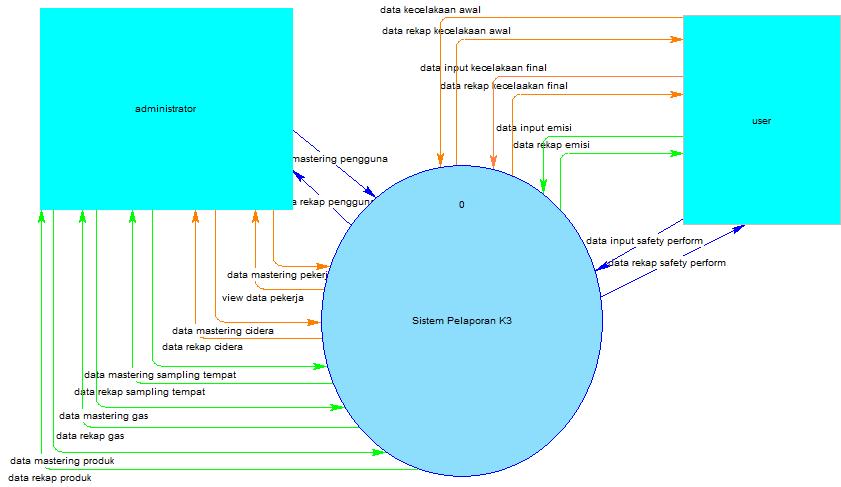 data kecelakaan awal
data rekap kecelakaan awal
data input kecelakaan final
data rekap kecelaakan final
administrator
user
data input emisi
data rekap emisi
mastering pengguna
a rekap pengguna
0
data input safety perform
data rekap safety perform
data mastering pekerj
view data pekerja
Sistem Pelaporan K3
data mastering cidera
data rekap cidera
data mastering sampling tempat
data rekap sampling tempat
data mastering gas
data rekap gas
data mastering produk
data rekap produk